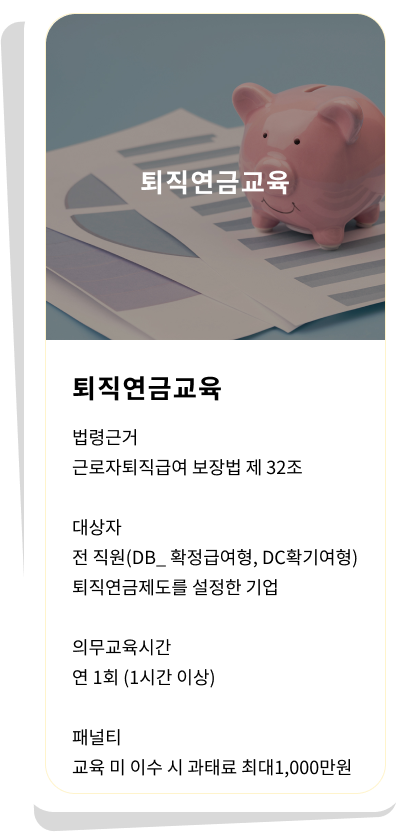 퇴직연금교육
퇴직연금교육
법령근거
근로자퇴직급여 보장법 제 32조
대상자
전 직원(DB_ 확정급여형, DC확기여형)
퇴직연금제도를 설정한 기업
의무교육시간
연 1회 (1시간 이상)
패널티
교육 미 이수 시 과태료 최대1,000만원